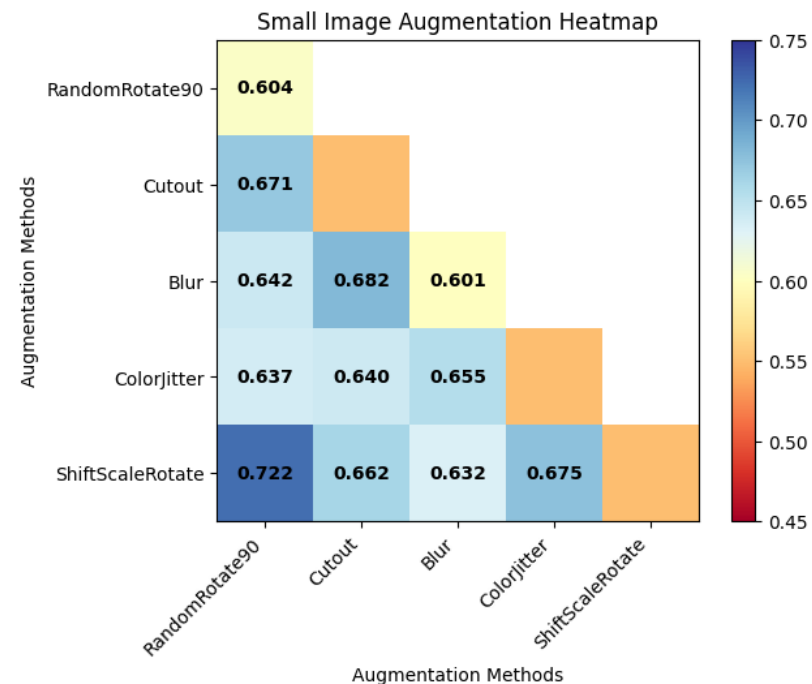 Small Image Augmentation Heatmap
Augmentation Methods
RandomRotate90
0.604
Cutout
0.671
Blur
0.642 0.682 0.601
ColorJitter
0.637 0.640 0.655
ShiftScaleRotate
0.722 0.662 0.632 0.675
RandomRotate90
Cutout
Blur
ColorJitter
ShiftScaleRotate
Augmentation Methods
0.75
0.70
0.65
0.60
0.55
0.50
0.45